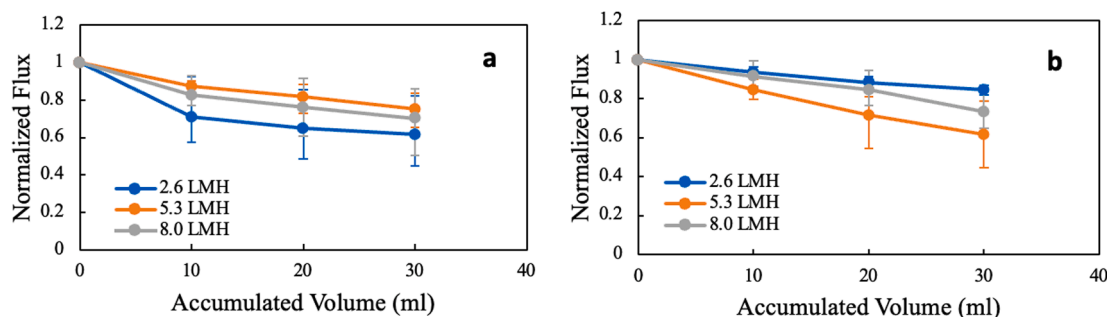 1.2
1
0.8
0.6
0.4
0.2
0
Normalized Flux
a
2.6 LMH
5.3 LMH
8.0 LMH
0 10 20 30 40
Accumulated Volume (ml)
1.2
1
0.8
0.6
0.4
0.2
0
Normalized Flux
b
2.6 LMH
5.3 LMH
8.0 LMH
0 10 20 30 40
Accumulated Volume (ml)